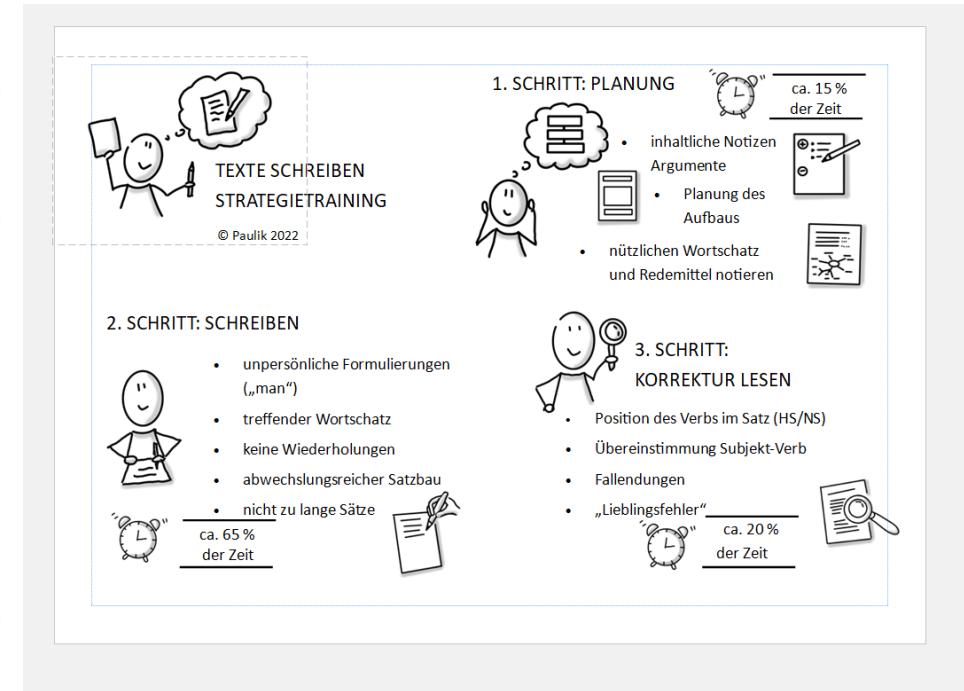 TEXTE SCHREIBEN
STRATEGIETRAINING
© Paulik 2022
1. SCHRITT: PLANUNG
ca. 15 %
der Zeit
• inhaltliche Notizen
Argumente
• Planung des
Aufbaus
• nützlichen Wortschatz
und Redemittel notieren
2. SCHRITT: SCHREIBEN
• unpersönliche Formulierungen
(„man“)
• treffender Wortschatz
• keine Wiederholungen
• abwechslungsreicher Satzbau
• nicht zu lange Sätze
ca. 65 %
der Zeit
3. SCHRITT:
KORREKTUR LESEN
• Position des Verbs im Satz (HS/NS)
• Übereinstimmung Subjekt-Verb
• Fallendungen
• „Lieblingsfehler“
ca. 20 %
der Zeit